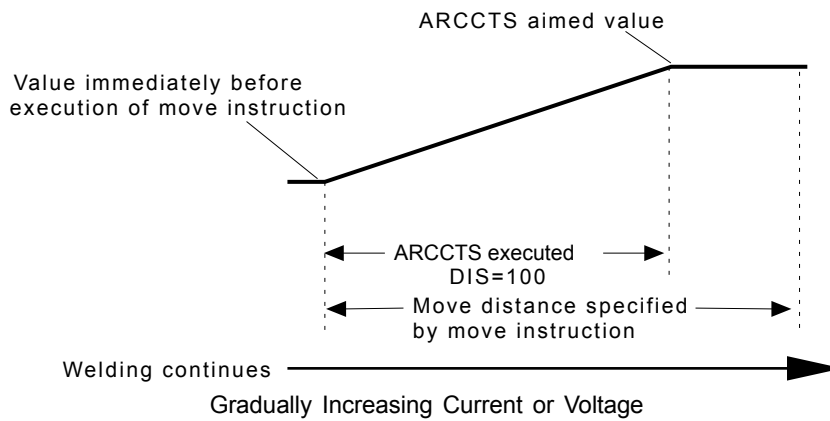 ARCCTS aimed value
Value immediately before
execution of move instruction
ARCCTS executed
DIS=100
Move distance specified
by move instruction
Welding continues
Gradually Increasing Current or Voltage